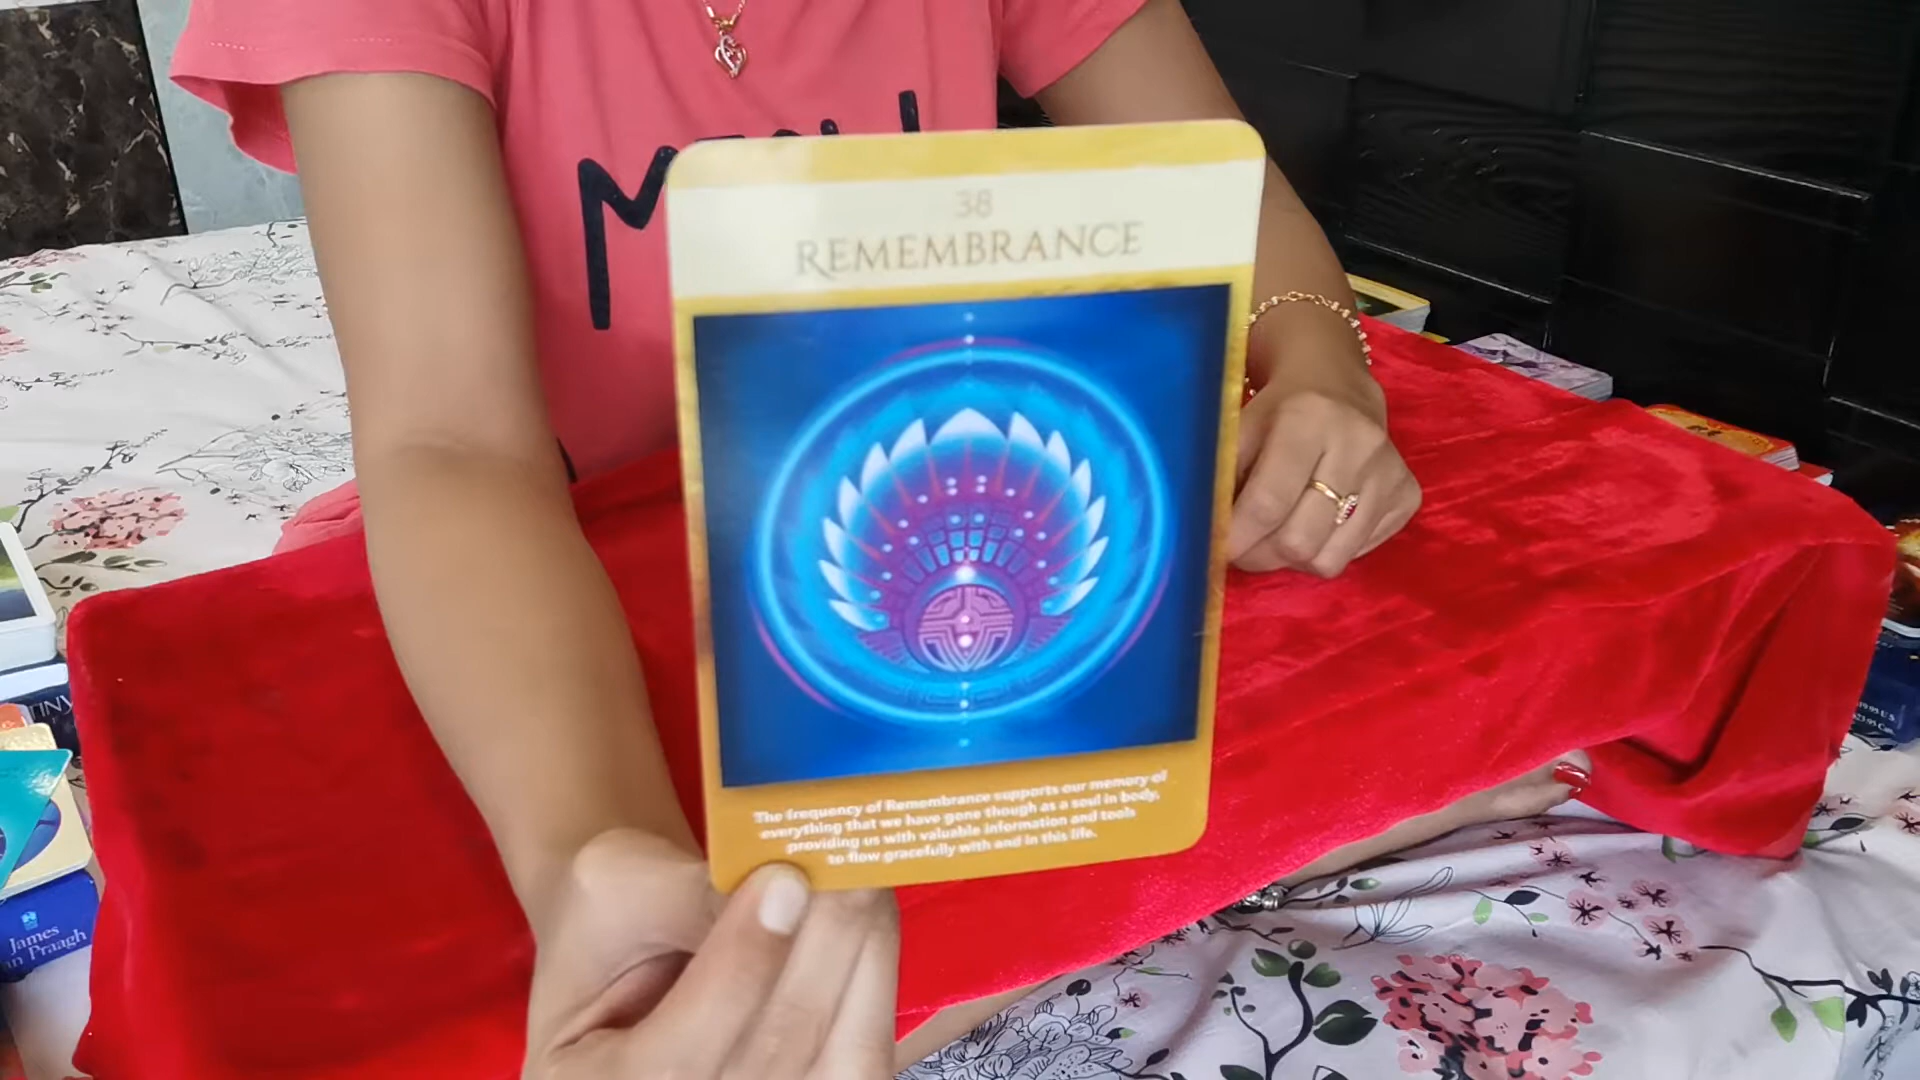 38
REMEMBRANCE
The frequency of Remembrance supports our memory of
everything that we have gone though as a soul in body,
providing us with valuable information and tools
to flow gracefully with and in this life.
James